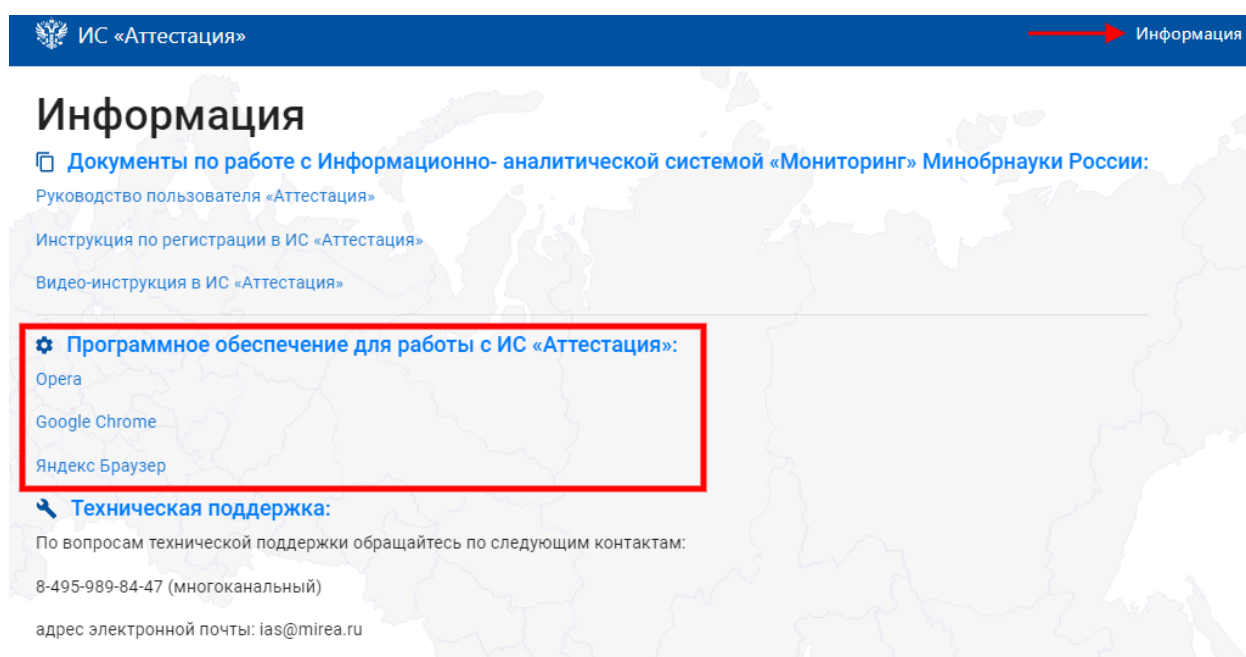 ИС «Аттестация»
Информация
Информация
Документы по работе с Информационно- аналитической системой «Мониторинг» Минобрнауки России:
Руководство пользователя «Аттестация»
Инструкция по регистрации в ИС «Аттестация»
Видео-инструкция в ИС «Аттестация»
Программное обеспечение для работы с ИС «Аттестация»:
Opera
Google Chrome
Яндекс Браузер
Техническая поддержка:
По вопросам технической поддержки обращайтесь по следующим контактам:
8-495-989-84-47 (многоканальный)
адрес электронной почты: ias@mirea.ru